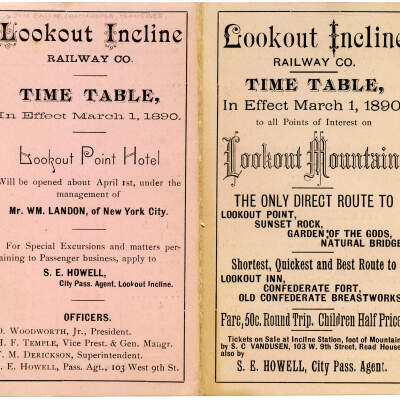 Lookout Incline
RAILWAY CO.
TIME TABLE,
In Effect March 1, 1890.
Lookout Point Hotel
Will be opened about April 1st, under the
management of
Mr. WM. LANDON, of New York City.
For Special Excursions and matters per-
taining to Passenger business, apply to
S. E. HOWELL,
City Pass. Agent, Lookout Incline.
OFFICERS.
D. WOODWORTH, Jr., President.
H. F. TEMPLE, Vice Prest. & Gen. Mangr.
T. M. DERICKSON, Superintendent.
S. E. HOWELL, Pass. Agt., 103 West 9th St.
Lookout Incline
RAILWAY CO.
TIME TABLE,
In Effect March 1, 1890
to all Points of Interest on
Lookout Mountain
THE ONLY DIRECT ROUTE TO
LOOKOUT POINT,
SUNSET ROCK,
GARDEN OF THE GODS,
NATURAL BRIDGE
Shortest, Quickest and Best Route to
LOOKOUT INN,
CONFEDERATE FORT,
OLD CONFEDERATE BREASTWORKS
Fare, 50c. Round Trip. Children Half Price
Tickets on Sale at Incline Station, foot of Mountain
by S. C VANDUSEN, 103 W. 9th Street, Read House
also by
S. E. HOWELL, City Pass. Agent.